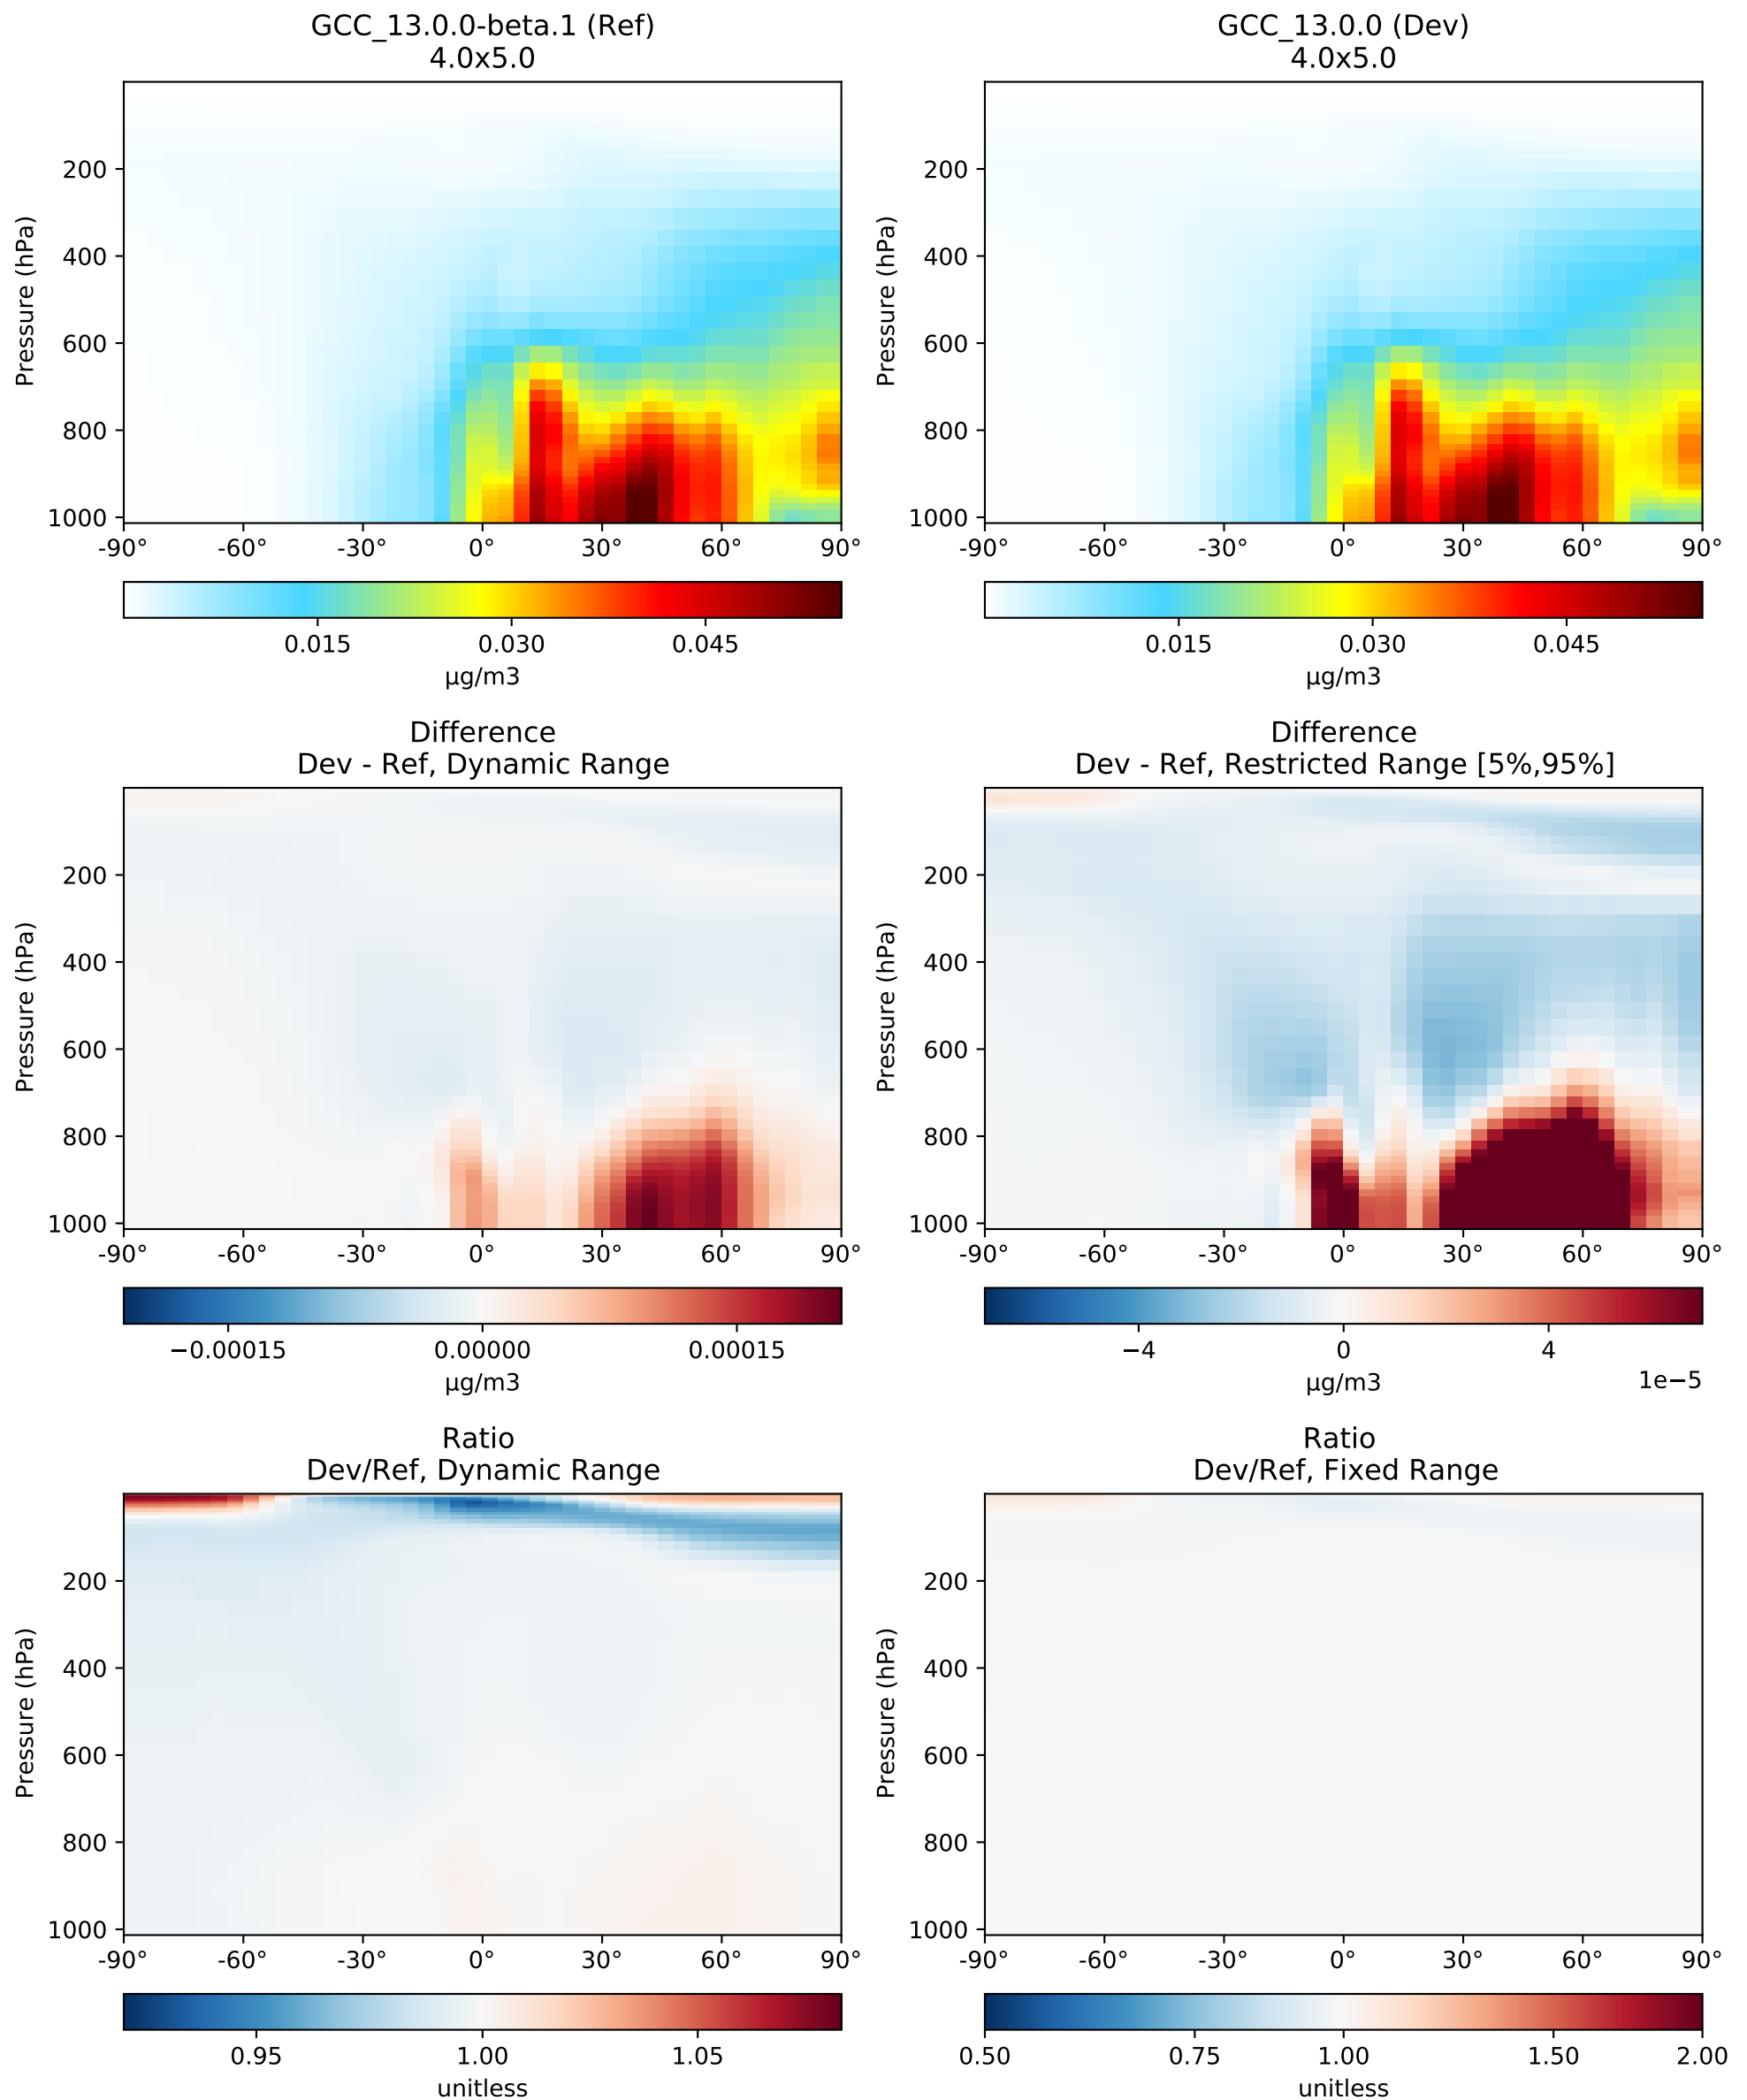 GCC_13.0.0-beta.1 (Ref)
4.0x5.0
GCC_13.0.0 (Dev)
4.0x5.0
Pressure (hPa)
200
400
600
800
1000
-90° -60° -30° 0° 30° 60° 90°
0.015 0.030 0.045
µg/m3
Pressure (hPa)
200
400
600
800
1000
-90° -60° -30° 0° 30° 60° 90°
0.015 0.030 0.045
µg/m3
Difference
Dev - Ref, Dynamic Range
Pressure (hPa)
200
400
600
800
1000
-90° -60° -30° 0° 30° 60° 90°
−0.00015 0.00000 0.00015
µg/m3
Difference
Dev - Ref, Restricted Range [5%,95%]
Pressure (hPa)
200
400
600
800
1000
-90° -60° -30° 0° 30° 60° 90°
−4 0 4
1e−5
µg/m3
Ratio
Dev/Ref, Dynamic Range
Pressure (hPa)
200
400
600
800
1000
-90° -60° -30° 0° 30° 60° 90°
0.95 1.00 1.05
unitless
Ratio
Dev/Ref, Fixed Range
Pressure (hPa)
200
400
600
800
1000
-90° -60° -30° 0° 30° 60° 90°
0.50 0.75 1.00 1.50 2.00
unitless